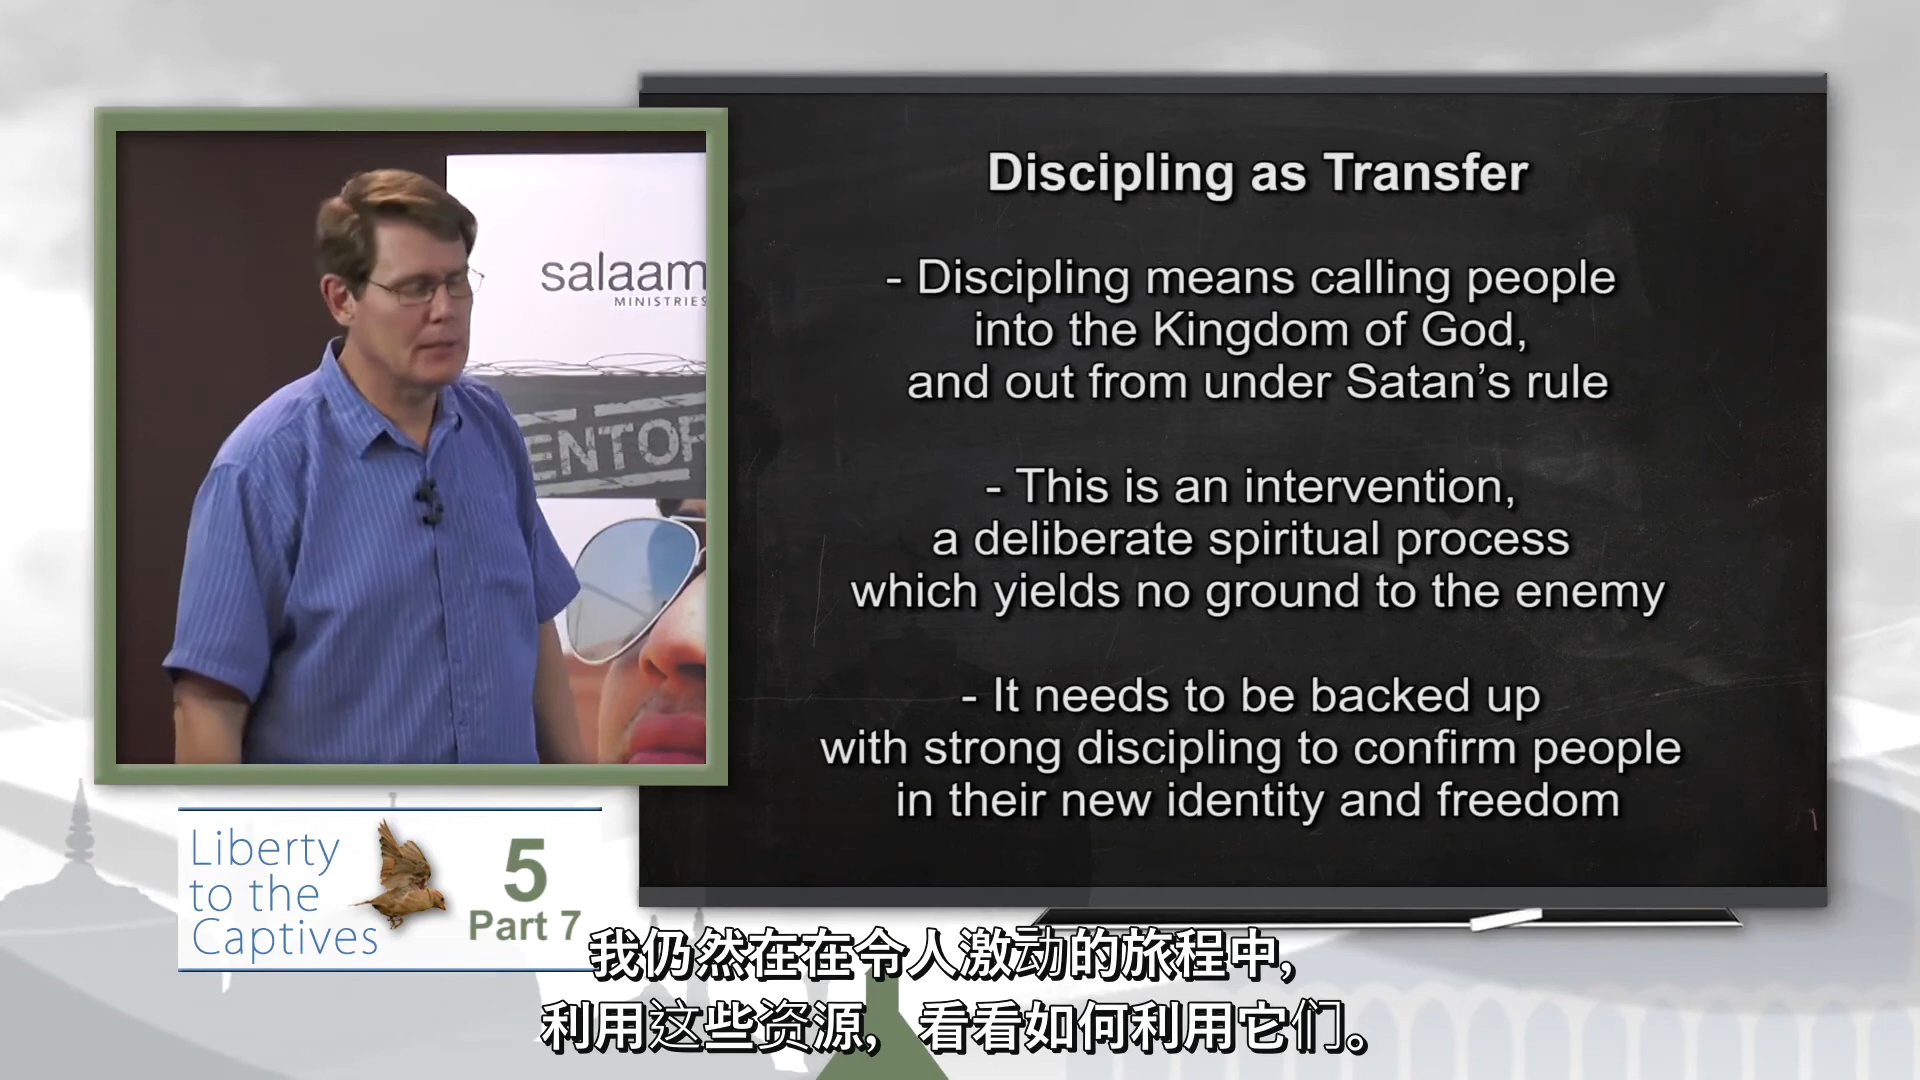 Discipling as Transfer
- Discipling means calling people
into the Kingdom of God,
and out from under Satan’s rule
- This is an intervention,
a deliberate spiritual process
which yields no ground to the enemy
- It needs to be backed up
with strong discipling to confirm people
in their new identity and freedom
salaam
MINISTRIES
ENTOR
Liberty
to the
Captives
5
Part 7
我仍然在在令人激动的旅程中,
利用这些资源, 看看如何利用它们。